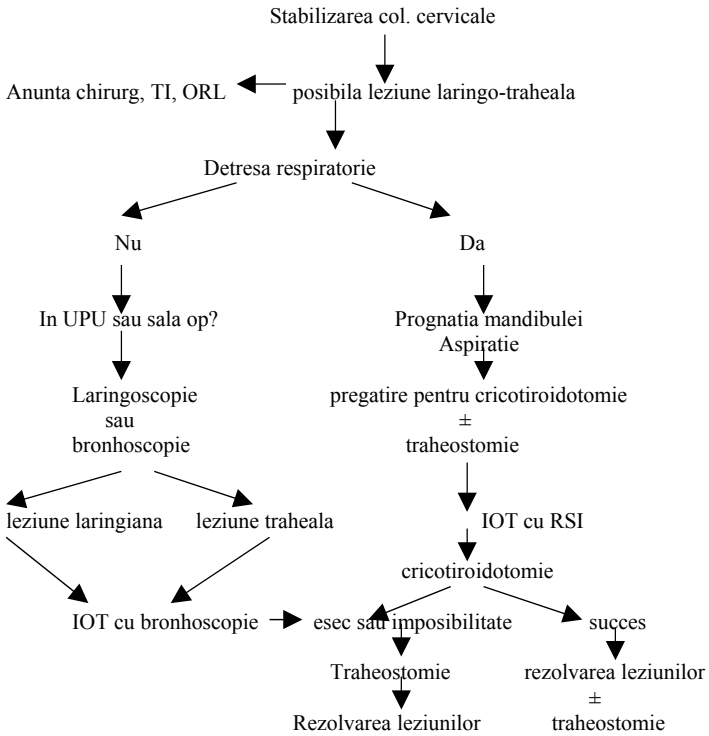 Stabilizarea col. cervicale
Anunta chirurg, TI, ORL
posibila leziune laringo-traheala
Detresa respiratorie
Nu
Da
In UPU sau sala op?
Prognatia mandibulei
Aspiratie
Laringoscopie
sau
bronhoscopie
pregatire pentru cricotiroidotomie
±
traheostomie
leziune laringiana
leziune traheala
IOT cu RSI
cricotiroidotomie
IOT cu bronhoscopie
esec sau imposibilitate
succes
Traheostomie
Rezolvarea leziunilor
rezolvarea leziunilor
±
traheostomie